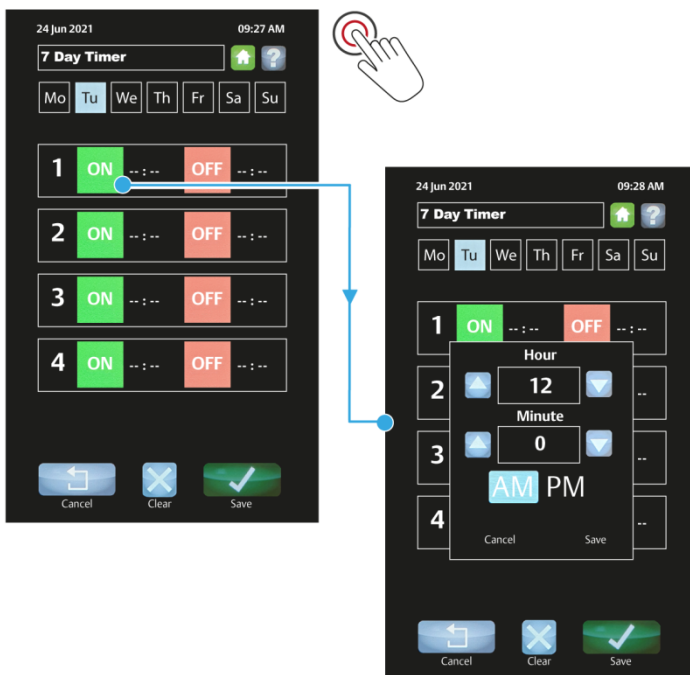 24 Jun 2021 09:27 AM
7 Day Timer ?
Mo Tu We Th Fr Sa Su
1 ON --:-- OFF --:--
2 ON --:-- OFF --:--
3 ON --:-- OFF --:--
4 ON --:-- OFF --:--
Cancel Clear Save
24 Jun 2021 09:28 AM
7 Day Timer ?
Mo Tu We Th Fr Sa Su
1 ON --:-- OFF --:--
Hour
2 12 --
Minute
3 0 --
AM PM
4 --
Cancel Save
Cancel Clear Save